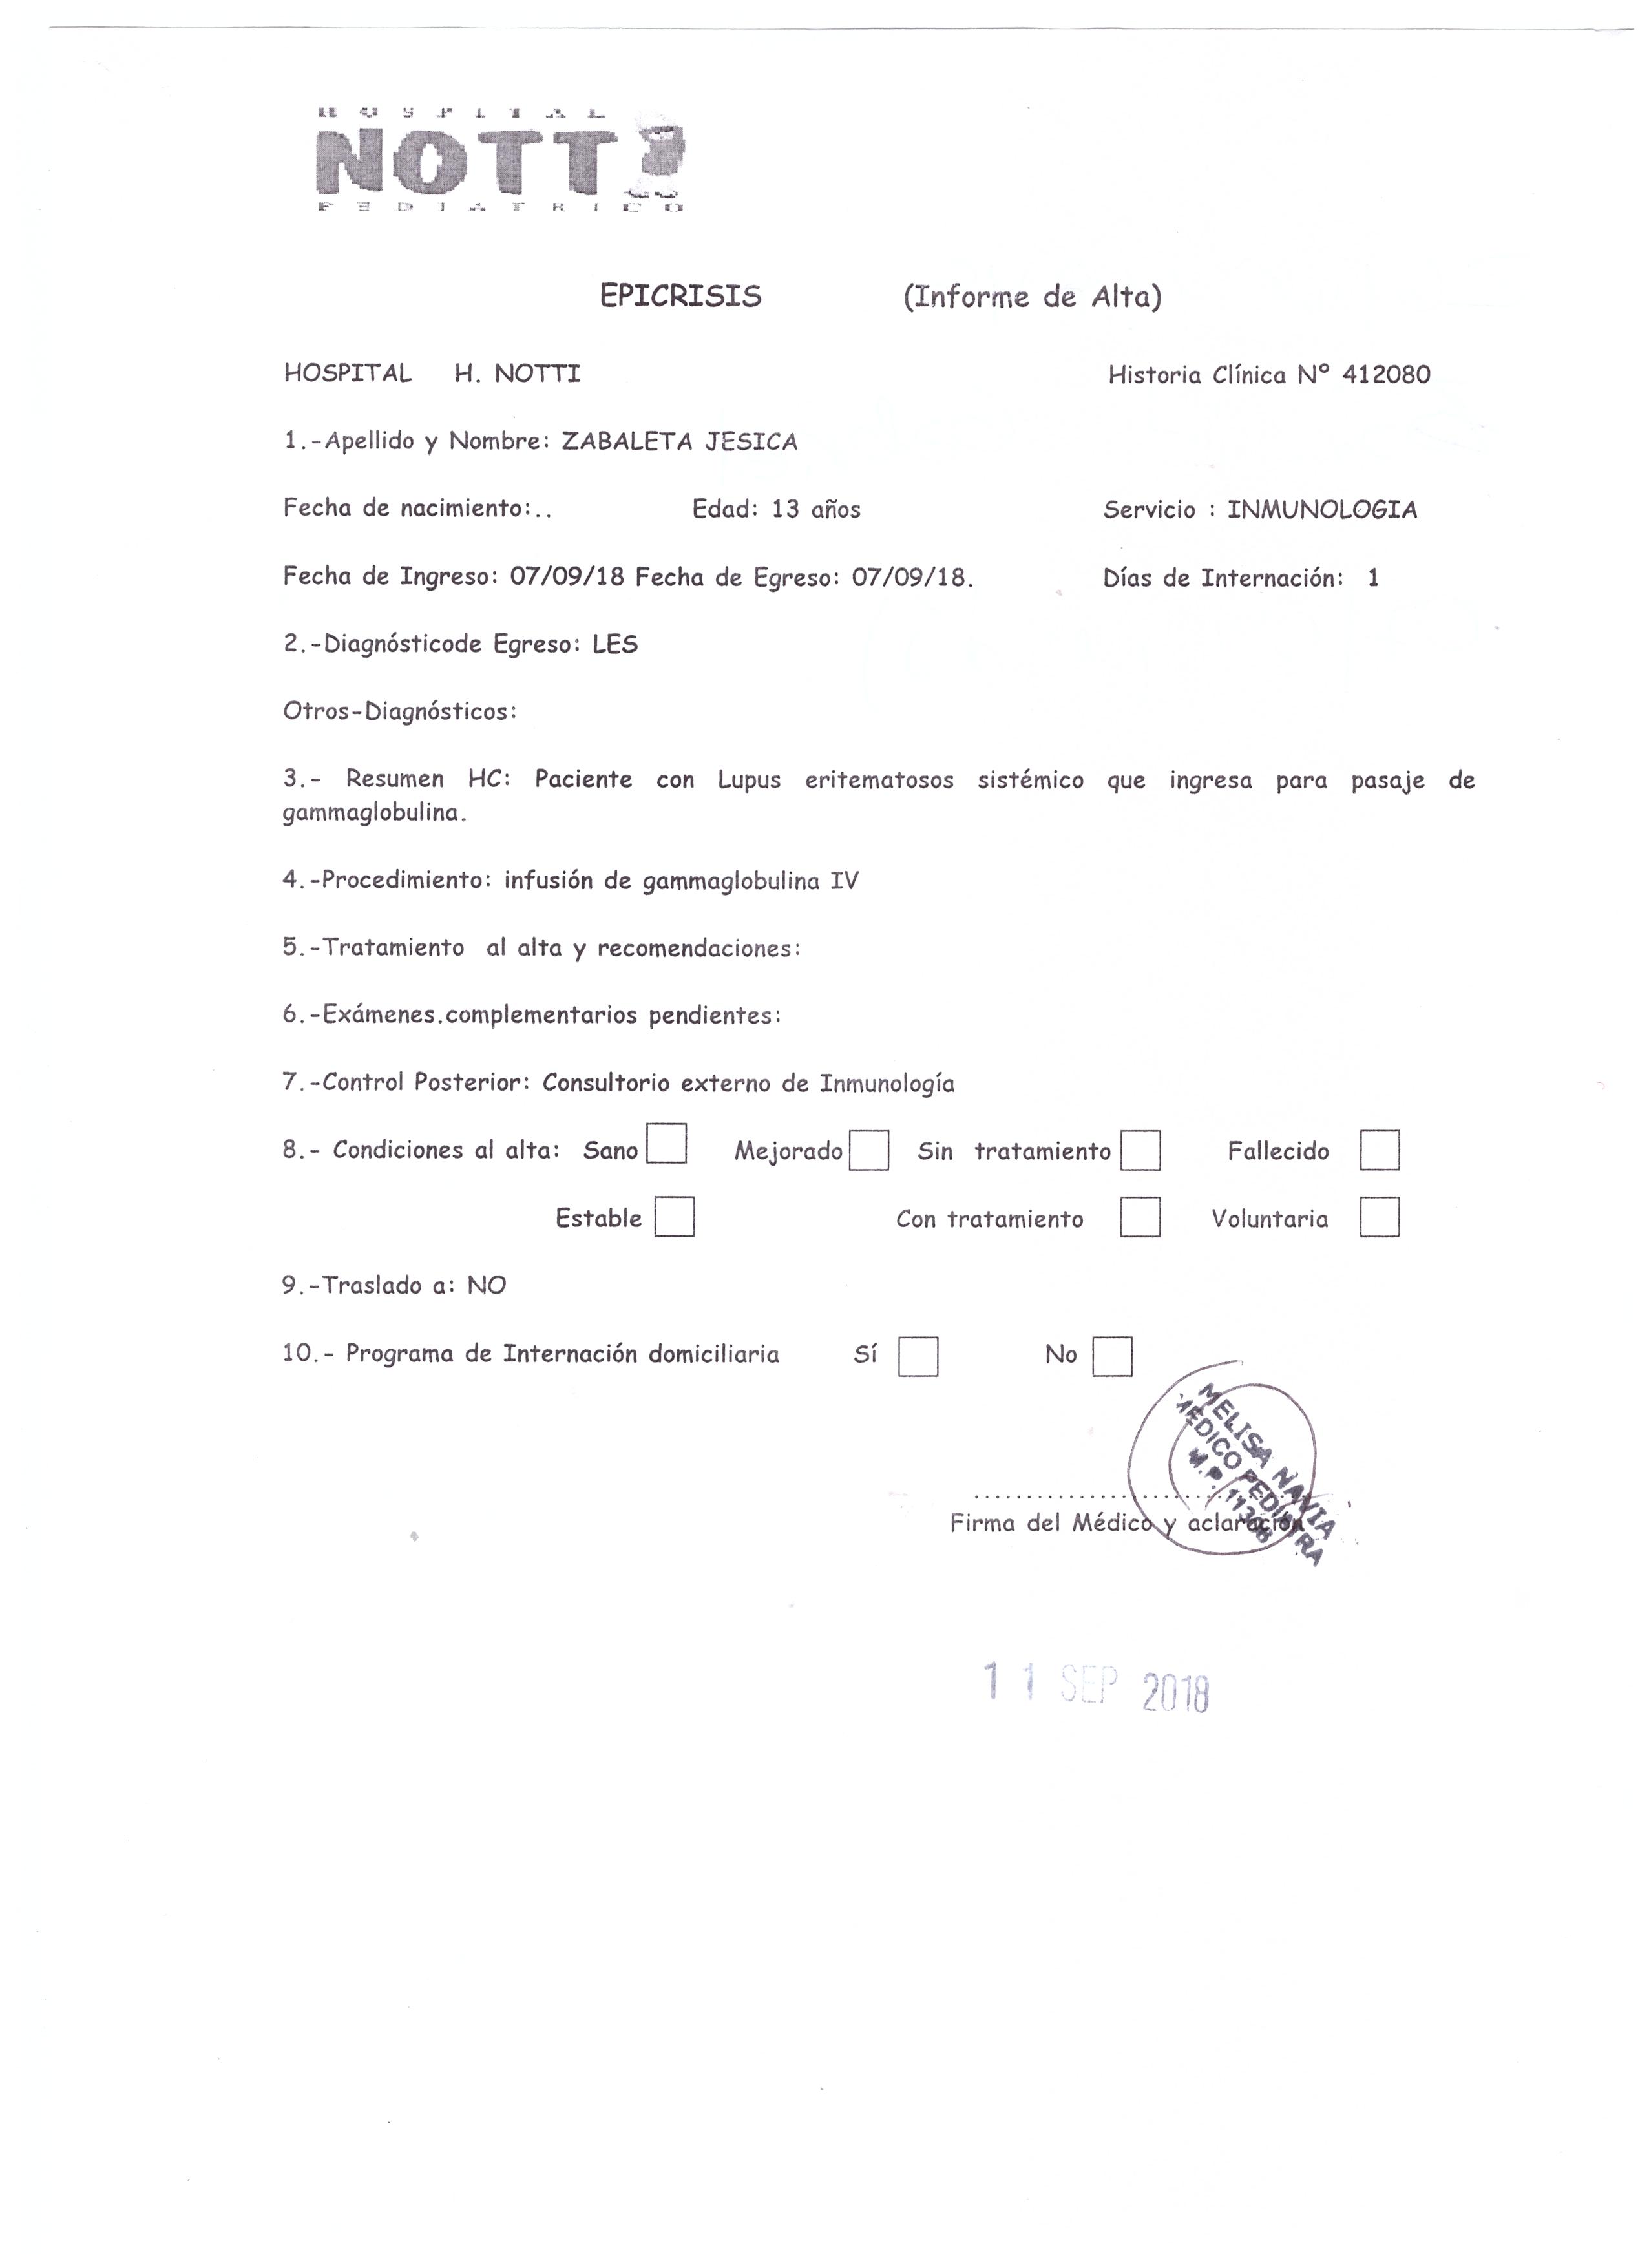 HOSPITAL
NOTTI
PEDIATRICO
EPICRISIS (Informe de Alta)
HOSPITAL H. NOTTI Historia Clínica Nº 412080
1.-Apellido y Nombre: ZABALETA JESICA
Fecha de nacimiento:.. Edad: 13 años Servicio : INMUNOLOGIA
Fecha de Ingreso: 07/09/18 Fecha de Egreso: 07/09/18. Días de Internación: 1
2.-Diagnósticode Egreso: LES
Otros-Diagnósticos:
3.- Resumen HC: Paciente con Lupus eritematosos sistémico que ingresa para pasaje de
gammaglobulina.
4.-Procedimiento: infusión de gammaglobulina IV
5.-Tratamiento al alta y recomendaciones:
6.-Exámenes.complementarios pendientes:
7.-Control Posterior: Consultorio externo de Inmunología
8.- Condiciones al alta: Sano Mejorado Sin tratamiento Fallecido
Estable Con tratamiento Voluntaria
9.-Traslado a: NO
10.- Programa de Internación domiciliaria Sí No
MELISA NAVIA
MEDICO PEDIATRA
M.P.
Firma del Médico y aclaración
11 SEP 2018